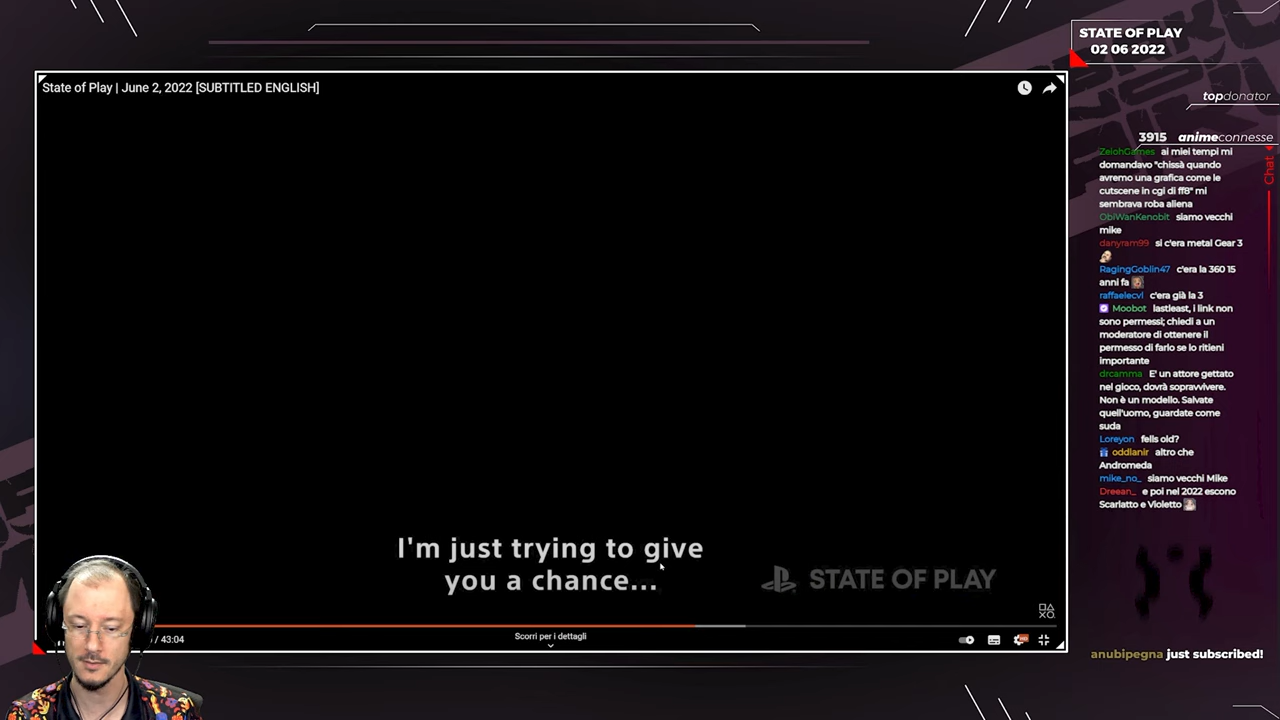 STATE OF PLAY
02 06 2022
State of Play | June 2, 2022 [SUBTITLED ENGLISH]
topdonator
3915 animeconnesse
ZeiohGames ai miei tempi mi
domandavo "chissà quando
avremo una grafica come le
cutscene in cgi di ff8" mi
sembrava roba aliena
ObiWanKenobit siamo vecchi
mike
danyram99 si c'era metal Gear 3
RagingGoblin47 c'era la 360 15
anni fa
raffaelecvl c'era già la 3
Moobot lastleast, i link non
sono permessi; chiedi a un
moderatore di ottenere il
permesso di farlo se lo ritieni
importante
drcamma E' un attore gettato
nel gioco, dovrà sopravvivere.
Non è un modello. Salvate
quell'uomo, guardate come
suda
Loreyon fells old?
oddianir altro che
Andromeda
mike_no_ siamo vecchi Mike
Dreean_ e poi nel 2022 escono
Scarlatto e Violetto
Chat
I'm just trying to give
you a chance...
STATE OF PLAY
/ 43:04
Scorri per i dettagli
HD
anubipegna just subscribed!